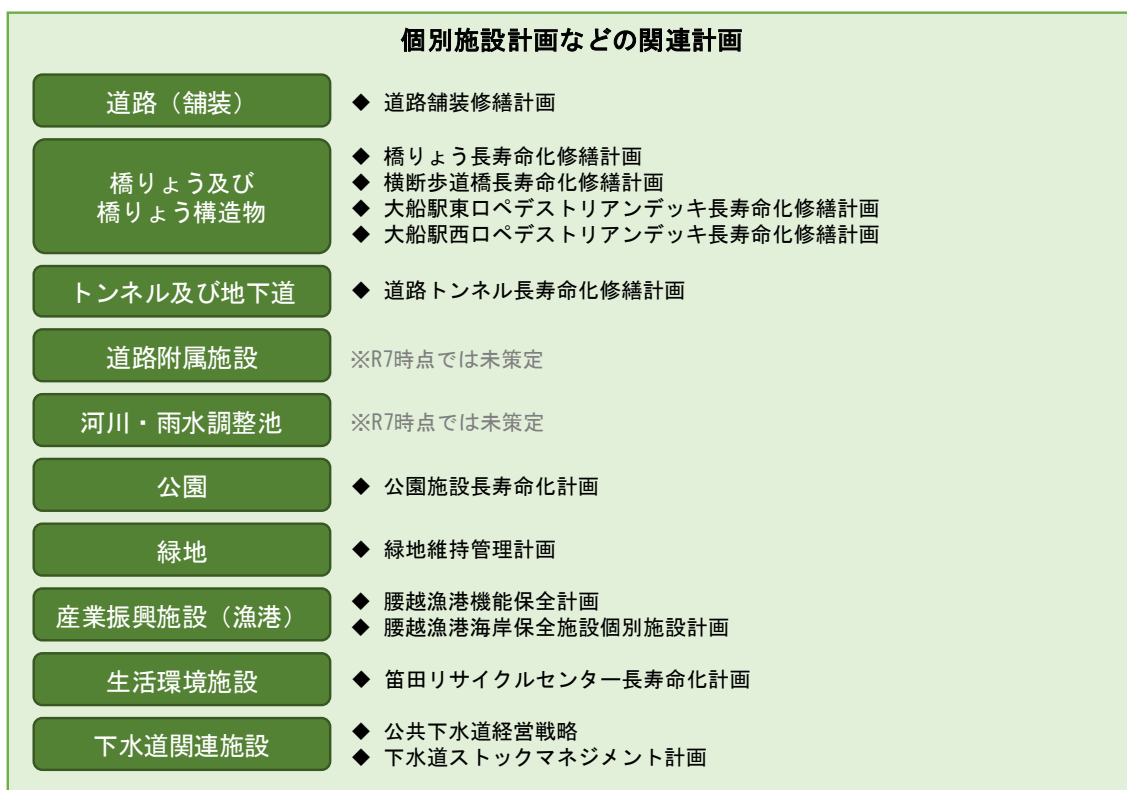 個別施設計画などの関連計画
道路（舗装）
◆ 道路舗装修繕計画
橋りょう及び
橋りょう構造物
◆ 橋りょう長寿命化修繕計画
◆ 横断歩道橋長寿命化修繕計画
◆ 大船駅東口ペデストリアンデッキ長寿命化修繕計画
◆ 大船駅西口ペデストリアンデッキ長寿命化修繕計画
トンネル及び地下道
◆ 道路トンネル長寿命化修繕計画
道路附属施設
※R7時点では未策定
河川・雨水調整池
※R7時点では未策定
公園
◆ 公園施設長寿命化計画
緑地
◆ 緑地維持管理計画
産業振興施設（漁港）
◆ 腰越漁港機能保全計画
◆ 腰越漁港海岸保全施設個別施設計画
生活環境施設
◆ 笛田リサイクルセンター長寿命化計画
下水道関連施設
◆ 公共下水道経営戦略
◆ 下水道ストックマネジメント計画